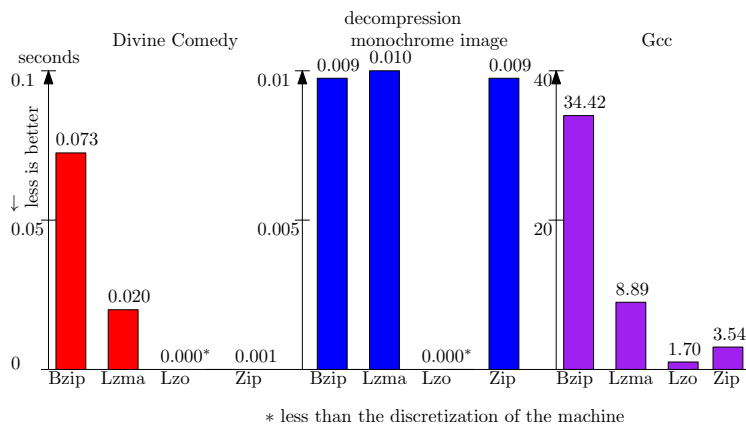 decompression
Divine Comedy
monochrome image
Gcc
seconds
0.1
0.05
0
← less is better
0.073
0.020
0.000*
0.001
Bzip
Lzma
Lzo
Zip
0.01
0.005
0.009
0.010
0.000*
0.009
Bzip
Lzma
Lzo
Zip
40
20
34.42
8.89
1.70
3.54
Bzip
Lzma
Lzo
Zip
* less than the discretization of the machine